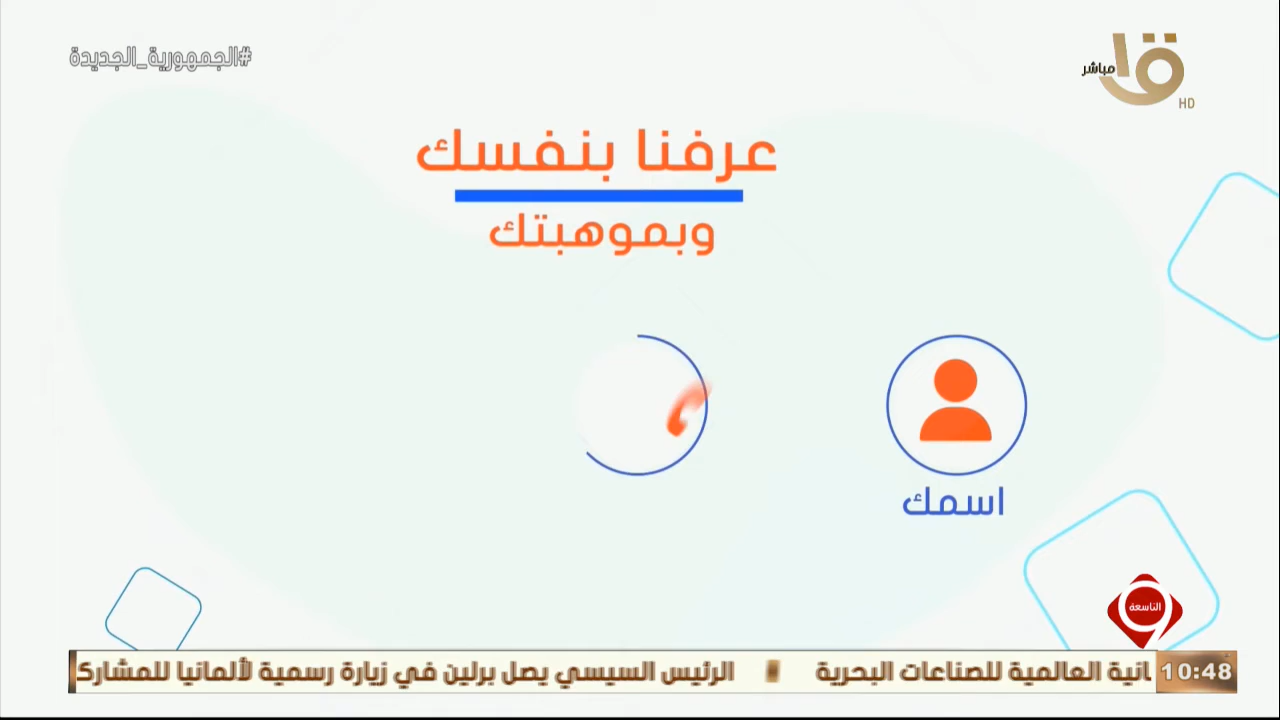 #الجمهورية_الجديدة
مباشر
HD
عرفنا بنفسك
وبموهبتك
اسمك
التاسعة
9
10:48
انية العالمية للصناعات البحرية
الرئيس السيسي يصل برلين في زيارة رسمية لألمانيا للمشارك